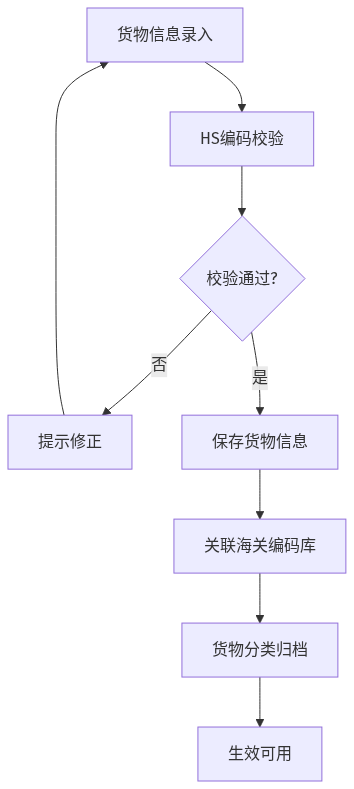 货物信息录入
HS编码校验
校验通过?
否
是
提示修正
保存货物信息
关联海关编码库
货物分类归档
生效可用